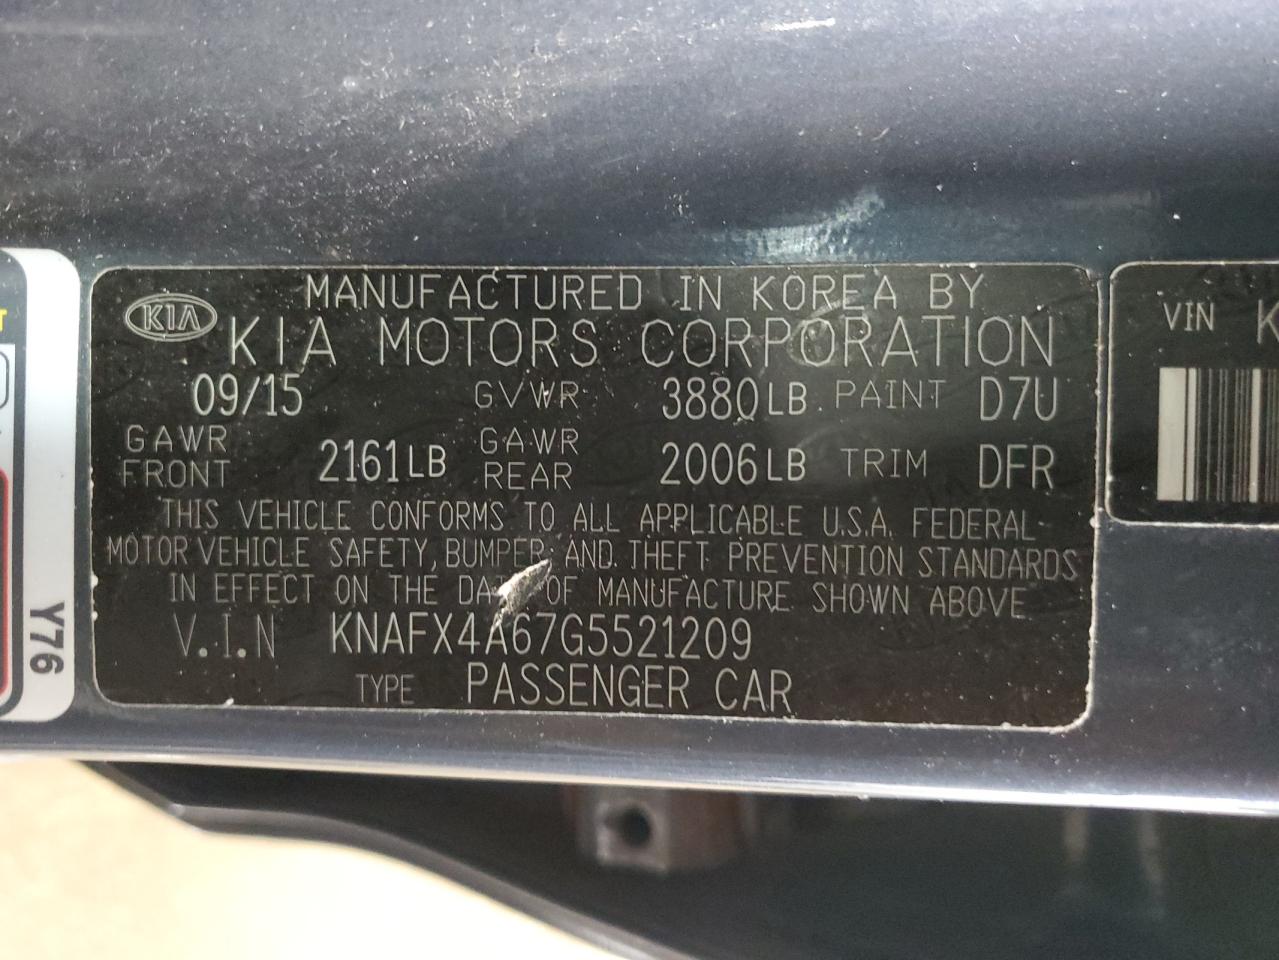 MANUFACTURED IN KOREA BY
KIA KIA MOTORS CORPORATION
09/15 GVWR 3880LB PAINT D7U
GAWR FRONT 2161LB GAWR REAR 2006LB TRIM DFR
THIS VEHICLE CONFORMS TO ALL APPLICABLE U.S.A. FEDERAL
MOTOR VEHICLE SAFETY, BUMPER, AND THEFT PREVENTION STANDARDS
IN EFFECT ON THE DATE OF MANUFACTURE SHOWN ABOVE
V.I.N KNAFX4A67G5521209
TYPE PASSENGER CAR
VIN K
Y76